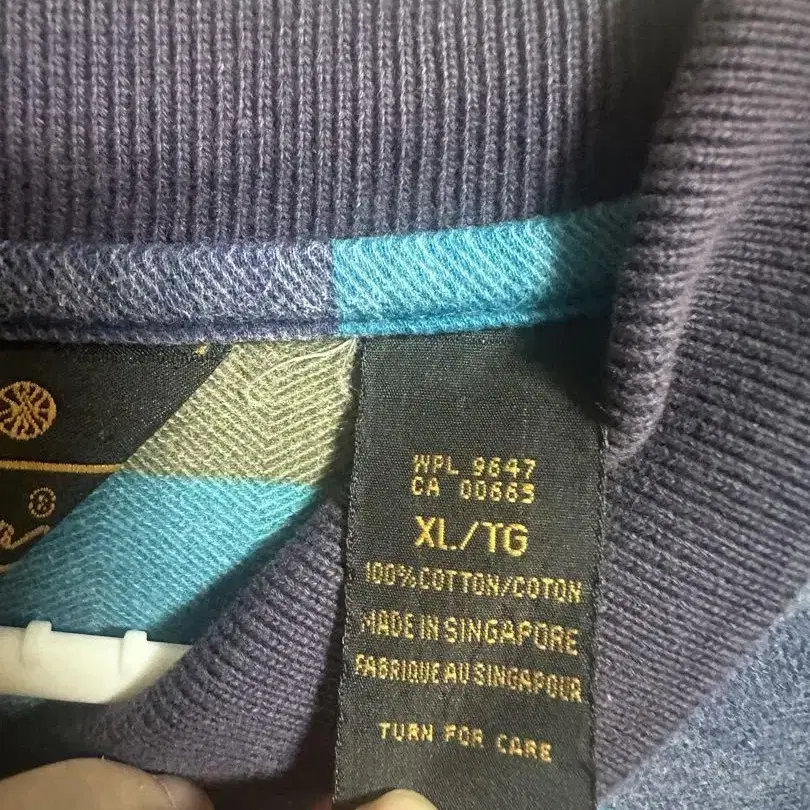 WPL 9647
CA 00665
XL/TG
100% COTTON/COTON
MADE IN SINGAPORE
FABRIQUE AU SINGAPOUR
TURN FOR CARE
®